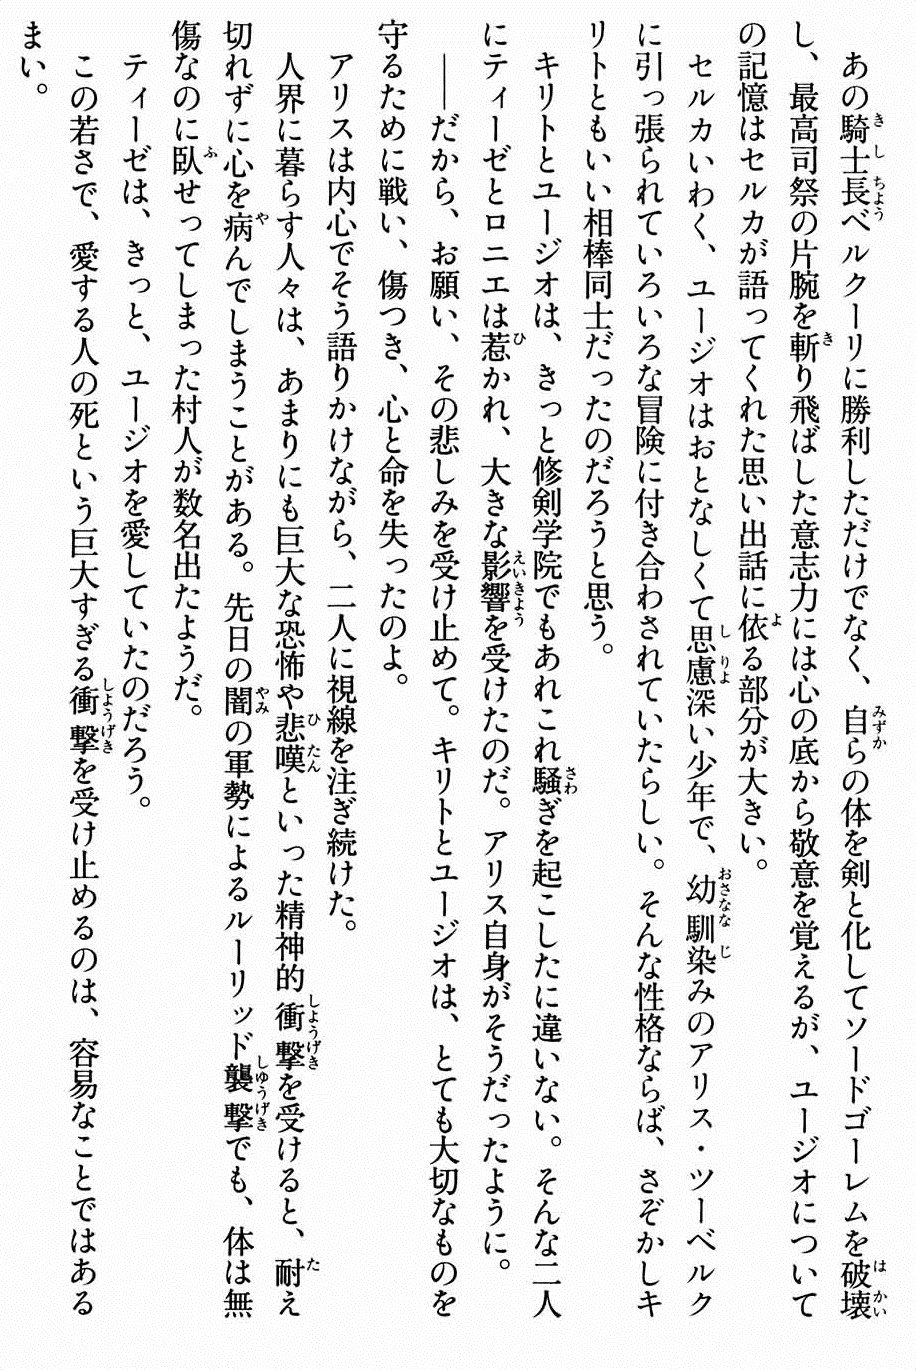 あの騎士長ベルクーリに勝利しただけでなく、自らの体を剣と化してソードゴーレムを破壊
し、最高司祭の片腕を斬り飛ばした意志力には心の底から敬意を覚えるが、ユージオについて
の記憶はセルカが語ってくれた思い出話に依る部分が大きい。
セルカいわく、ユージオはおとなしくて思慮深い少年で、幼馴染みのアリス・ツーベルク
に引っ張られていろいろな冒険に付き合わされていたらしい。そんな性格ならば、さぞかしキ
リトともいい相棒同士だったのだろうと思う。
キリトとユージオは、きっと修剣学院でもあれこれ騒ぎを起こしたに違いない。そんな二人
にティーゼとロニエは惹かれ、大きな影響を受けたのだ。アリス自身がそうだったように。
――だから、お願い、その悲しみを受け止めて。キリトとユージオは、とても大切なものを
守るために戦い、傷つき、心と命を失ったのよ。
アリスは内心でそう語りかけながら、二人に視線を注ぎ続けた。
人界に暮らす人々は、あまりにも巨大な恐怖や悲嘆といった精神的衝撃を受けると、耐え
切れずに心を病んでしまうことがある。先日の闇の軍勢によるルーリッド襲撃でも、体は無
傷なのに臥せってしまった村人が数名出たようだ。
ティーゼは、きっと、ユージオを愛していたのだろう。
この若さで、愛する人の死という巨大すぎる衝撃を受け止めるのは、容易なことではある
まい。